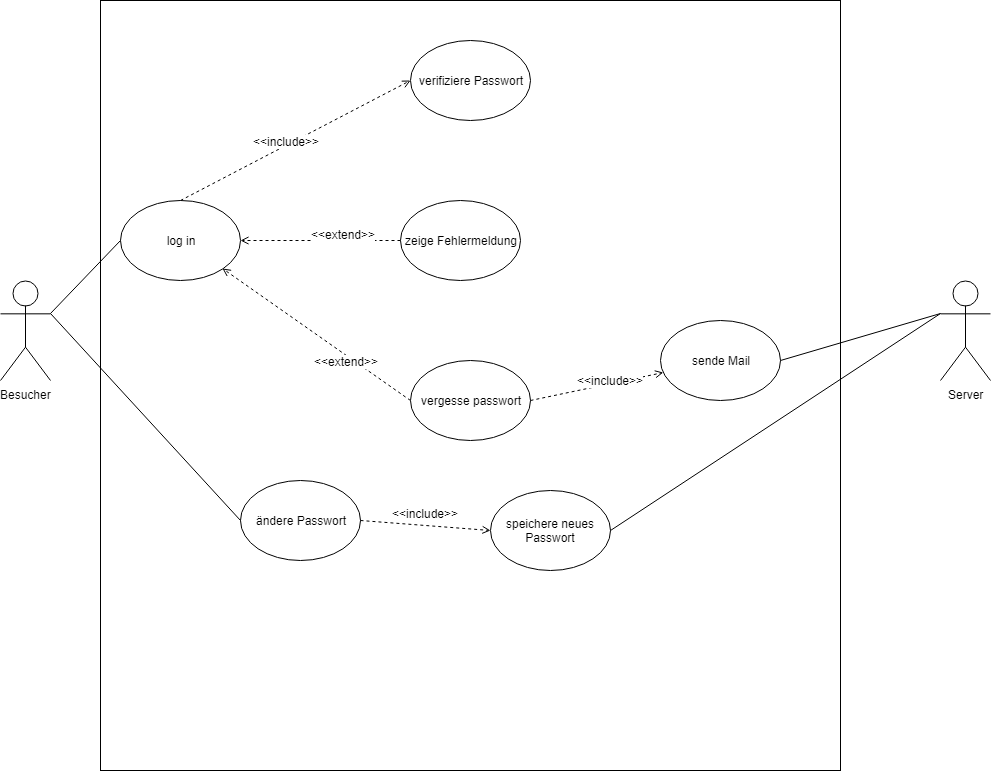 verifiziere Passwort
<<include>>
log in
<<extend>>
zeige Fehlermeldung
<<extend>>
vergesse passwort
<<include>>
sende Mail
Besucher
Server
ändere Passwort
<<include>>
speichere neues
Passwort